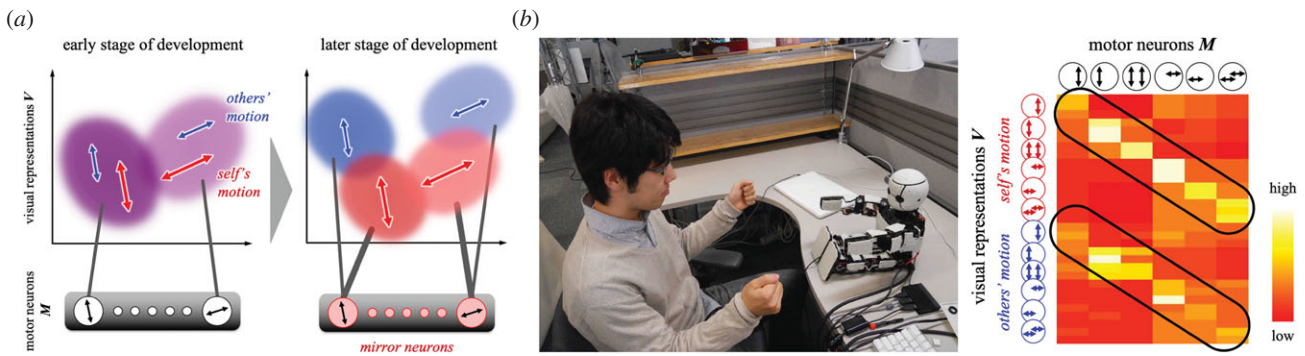 (a)
early stage of development
later stage of development
visual representations V
others'
motion
self's
motion
motor neurons
M
mirror neurons
(b)
motor neurons M
visual representations V
self's motion
others' motion
high
low